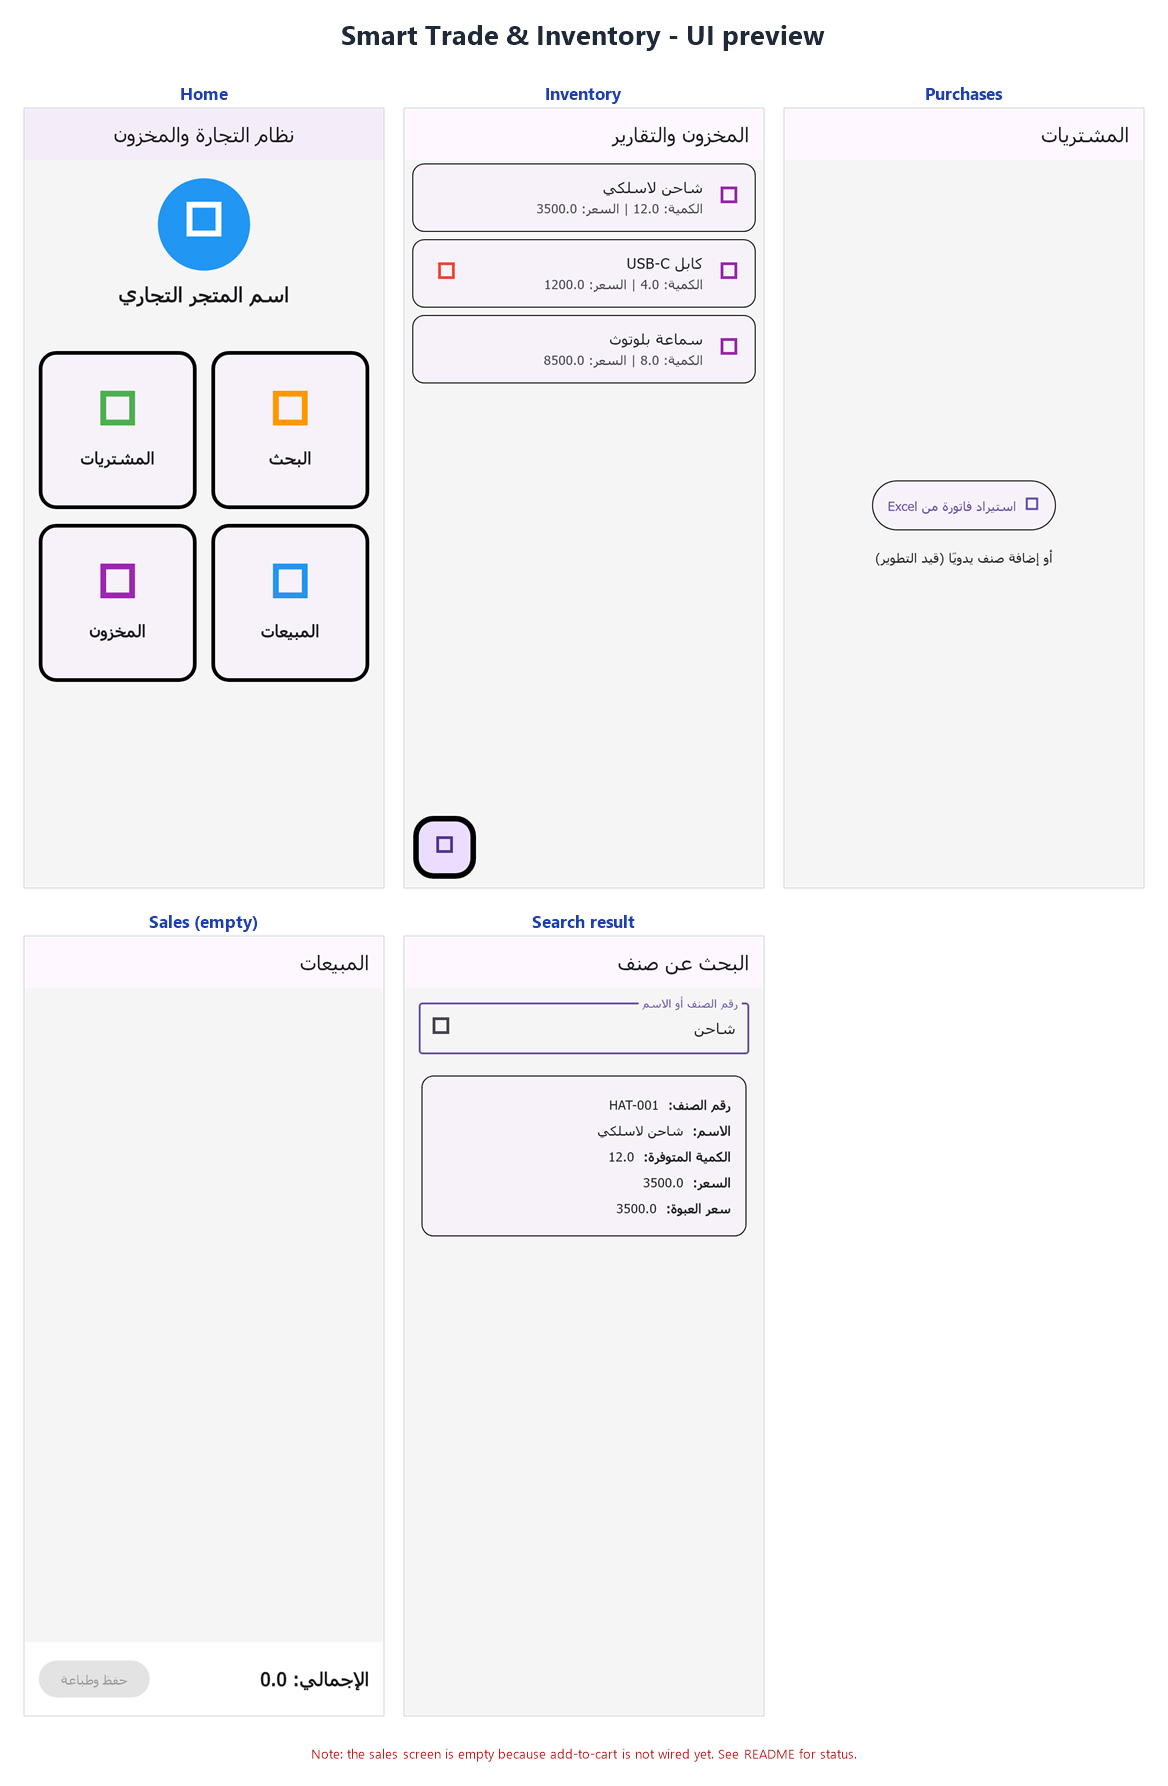 Smart Trade & Inventory - UI preview
Home
نظام التجارة والمخزون
اسم المتجر التجاري
البحث
المشتريات
المبيعات
المخزون
Inventory
المخزون والتقارير
شاحن لاسلكي
الكمية: 12.0 | السعر: 3500.0
كابل USB-C
الكمية: 4.0 | السعر: 1200.0
سماعة بلوتوث
الكمية: 8.0 | السعر: 8500.0
Purchases
المشتريات
استيراد فاتورة من Excel
أو إضافة صنف يدويًا (قيد التطوير)
Sales (empty)
المبيعات
الإجمالي: 0.0
حفظ وطباعة
Search result
البحث عن صنف
رقم الصنف أو الاسم
شاحن
رقم الصنف: HAT-001
الاسم: شاحن لاسلكي
الكمية المتوفرة: 12.0
السعر: 3500.0
سعر العبوة: 3500.0
Note: the sales screen is empty because add-to-cart is not wired yet. See README for status.